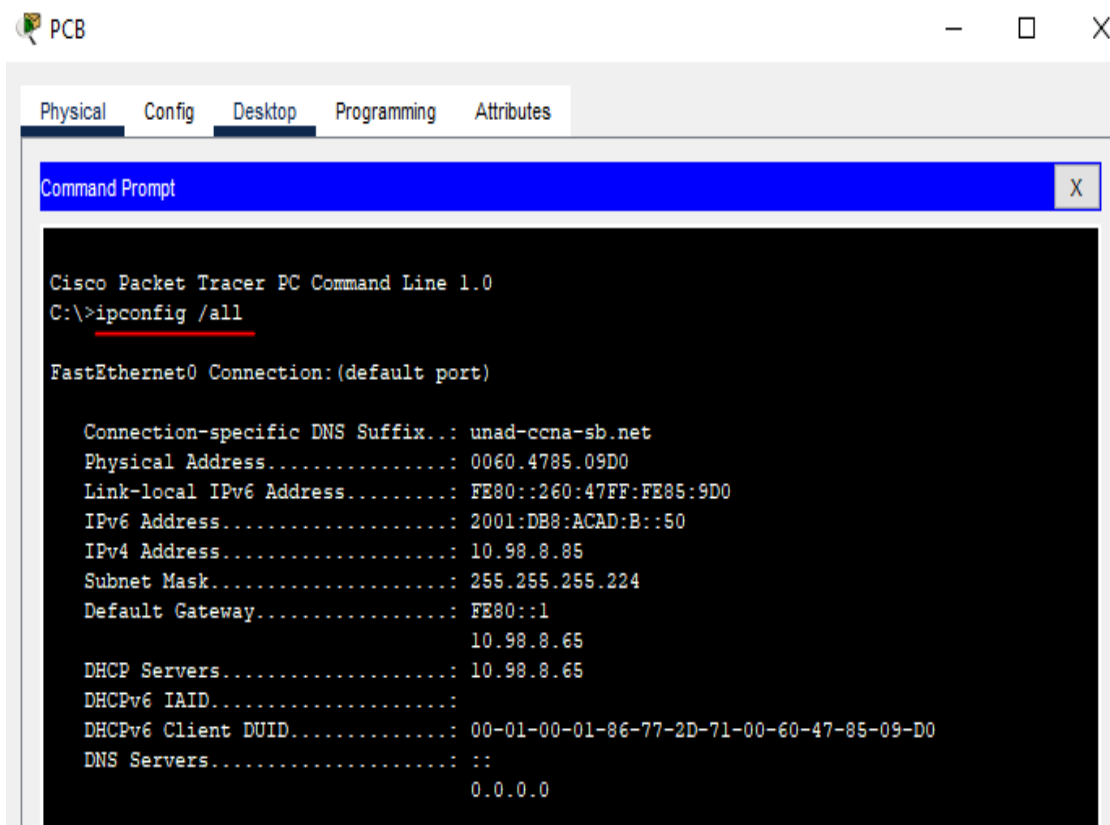 PCB
Physical Config Desktop Programming Attributes
Command Prompt X
Cisco Packet Tracer PC Command Line 1.0
C:\>ipconfig /all
FastEthernet0 Connection:(default port)
Connection-specific DNS Suffix..: unad-ccna-sb.net
Physical Address................: 0060.4785.09D0
Link-local IPv6 Address.........: FE80::260:47FF:FE85:9D0
IPv6 Address....................: 2001:DB8:ACAD:B::50
IPv4 Address....................: 10.98.8.85
Subnet Mask.....................: 255.255.255.224
Default Gateway.................: FE80::1
10.98.8.65
DHCP Servers....................: 10.98.8.65
DHCPv6 IAID.....................:
DHCPv6 Client DUID..............: 00-01-00-01-86-77-2D-71-00-60-47-85-09-D0
DNS Servers.....................: ::
0.0.0.0